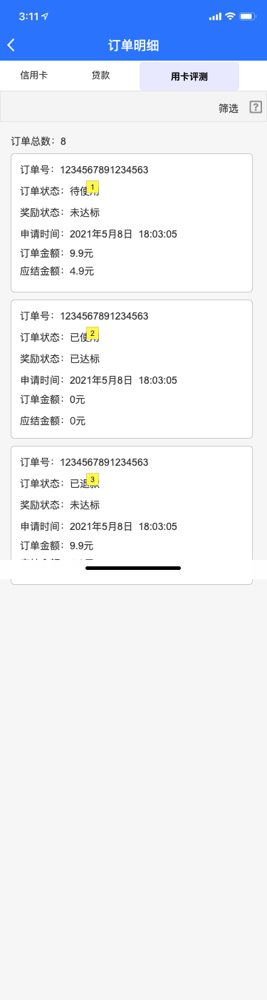 3:11
订单明细
信用卡 贷款 用卡评测
筛选 ?
订单总数：8
订单号：1234567891234563
订单状态：待使用 1
奖励状态：未达标
申请时间：2021年5月8日 18:03:05
订单金额：9.9元
应结金额：4.9元
订单号：1234567891234563
订单状态：已使用 2
奖励状态：已达标
申请时间：2021年5月8日 18:03:05
订单金额：0元
应结金额：0元
订单号：1234567891234563
订单状态：已退款 3
奖励状态：未达标
申请时间：2021年5月8日 18:03:05
订单金额：9.9元